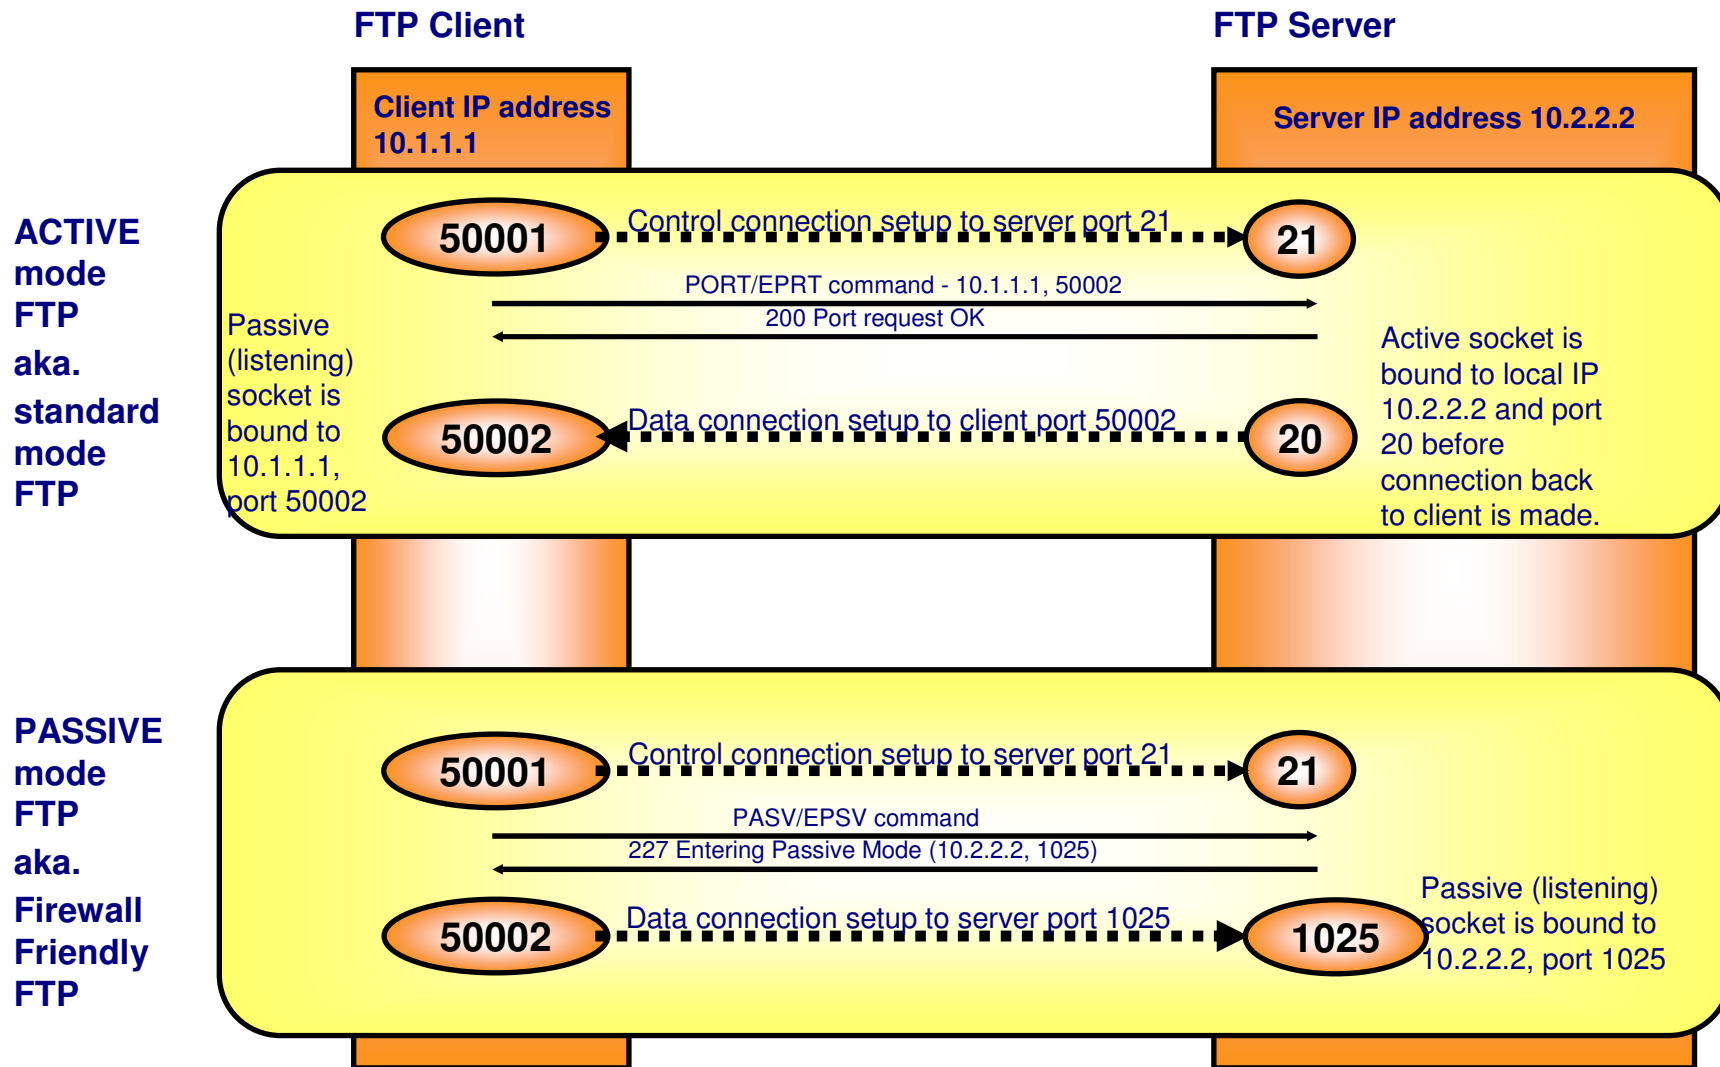 FTP Client
FTP Server
Client IP address
10.1.1.1
Server IP address 10.2.2.2
ACTIVE
mode
FTP
aka.
standard
mode
FTP
50001
Control connection setup to server port 21
21
PORT/EPRT command - 10.1.1.1, 50002
200 Port request OK
Passive
(listening)
socket is
bound to
10.1.1.1,
port 50002
50002
Data connection setup to client port 50002
20
Active socket is
bound to local IP
10.2.2.2 and port
20 before
connection back
to client is made.
PASSIVE
mode
FTP
aka.
Firewall
Friendly
FTP
50001
Control connection setup to server port 21
21
PASV/EPSV command
227 Entering Passive Mode (10.2.2.2, 1025)
50002
Data connection setup to server port 1025
1025
Passive (listening)
socket is bound to
10.2.2.2, port 1025